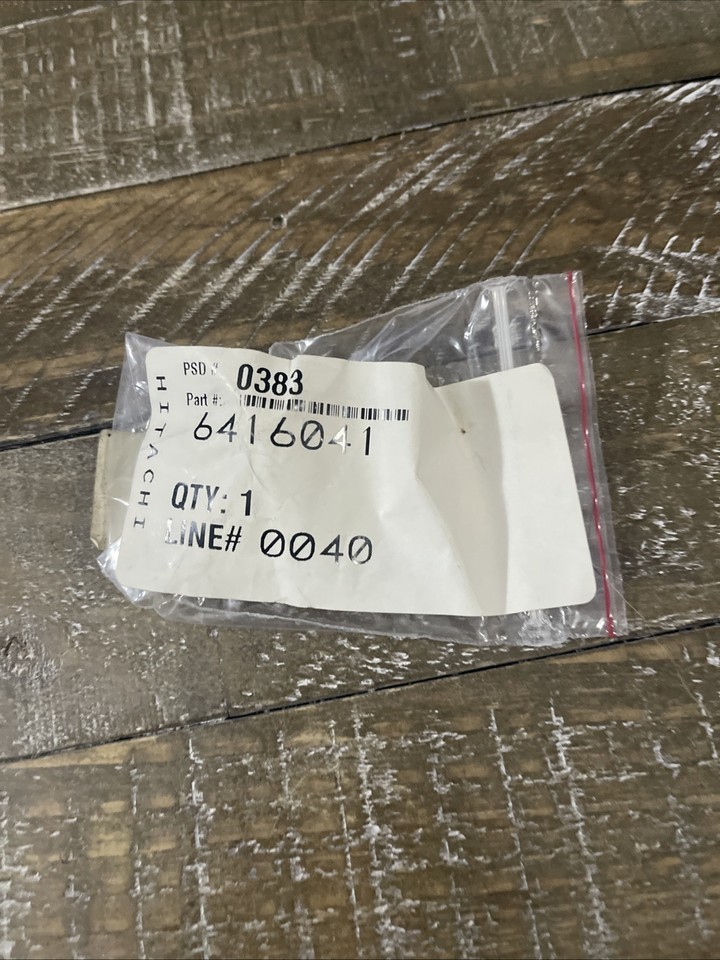 PSD # 0383
Part #:
6416041
QTY: 1
LINE# 0040
HITACHI